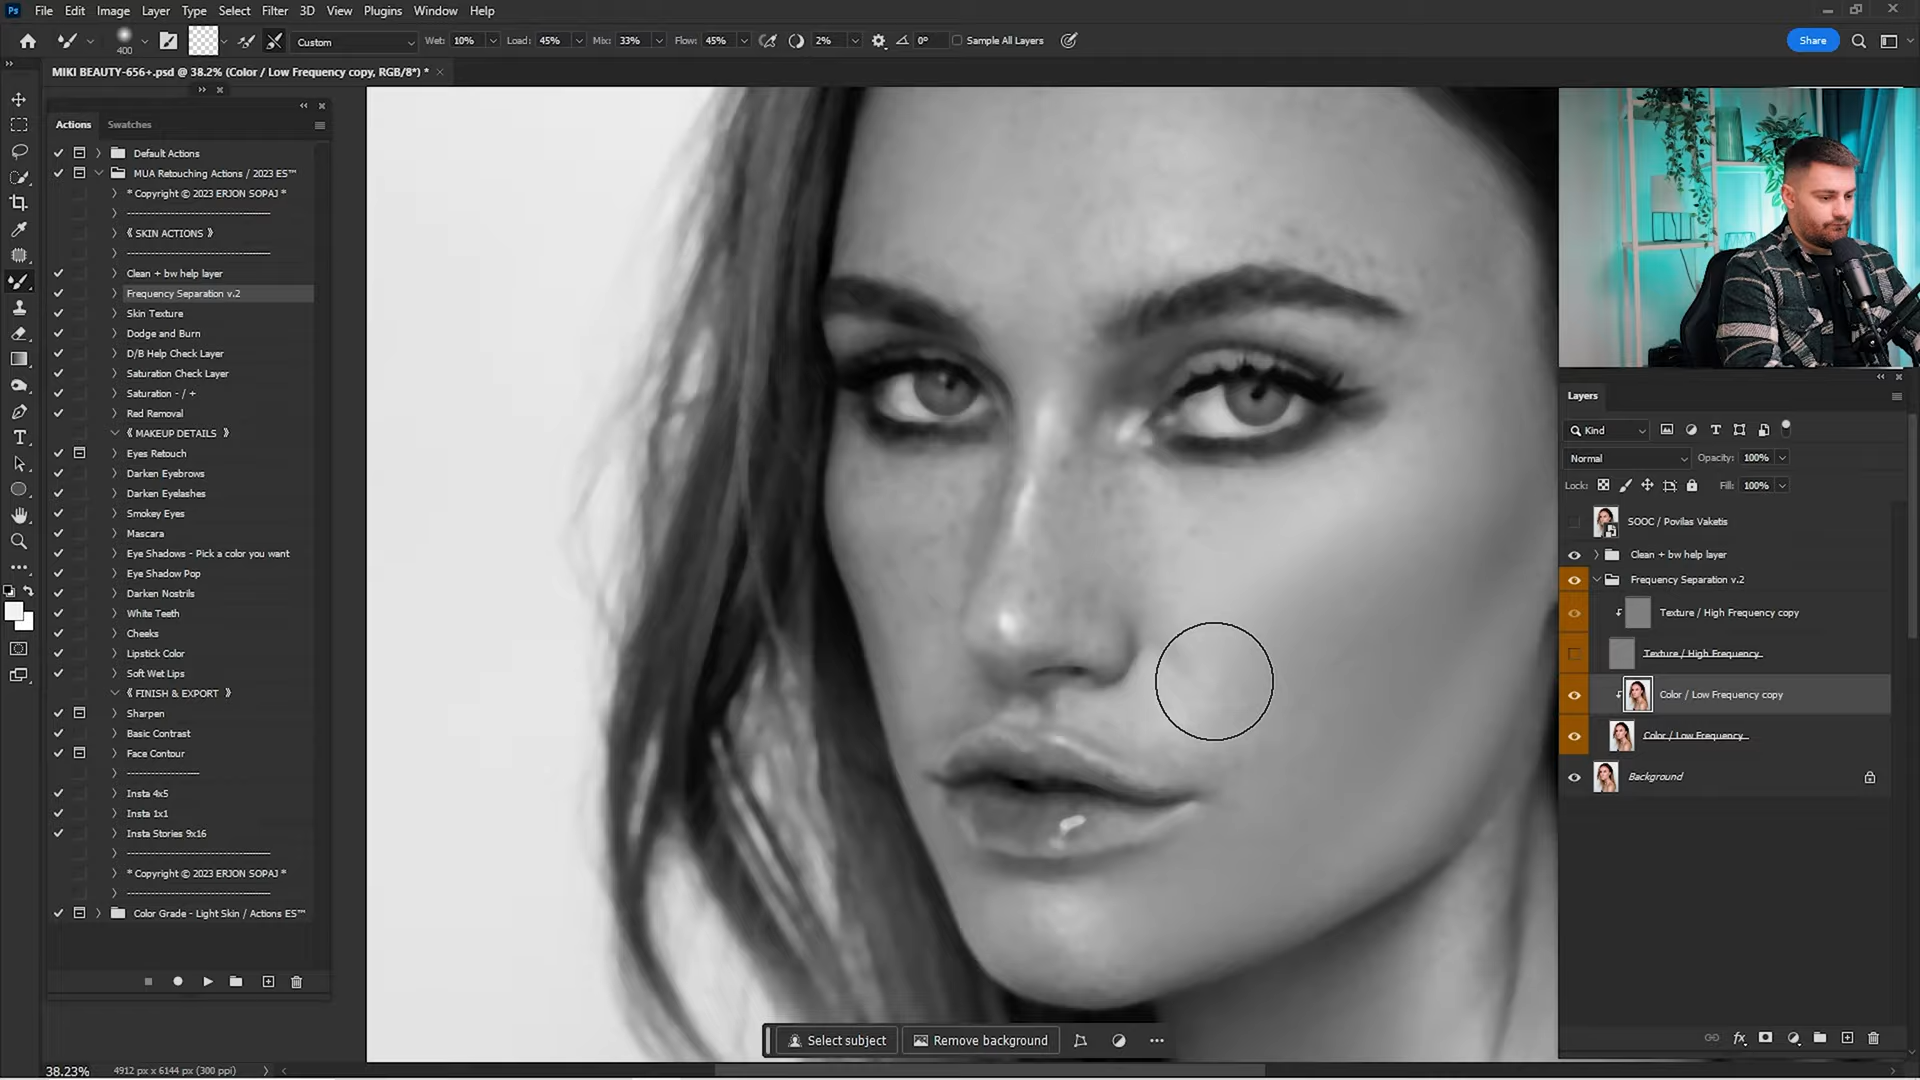 Ps File Edit Image Layer Type Select Filter 3D View Plugins Window Help
400 Custom Wet: 10% Load: 45% Mix: 33% Flow: 45% 2% 0° Sample All Layers Share
MIKI BEAUTY-656+.psd @ 38.2% (Color / Low Frequency copy, RGB/8*) *
Actions Swatches
Default Actions
MUA Retouching Actions / 2023 ES™
* Copyright © 2023 ERJON SOPAJ *
-----------------------------------
《 SKIN ACTIONS 》
-----------------------------------
Clean + bw help layer
Frequency Separation v.2
Skin Texture
Dodge and Burn
D/B Help Check Layer
Saturation Check Layer
Saturation - / +
Red Removal
《 MAKEUP DETAILS 》
Eyes Retouch
Darken Eyebrows
Darken Eyelashes
Smokey Eyes
Mascara
Eye Shadows - Pick a color you want
Eye Shadow Pop
Darken Nostrils
White Teeth
Cheeks
Lipstick Color
Soft Wet Lips
《 FINISH & EXPORT 》
Sharpen
Basic Contrast
Face Contour
------------------
Insta 4x5
Insta 1x1
Insta Stories 9x16
-----------------------------------
* Copyright © 2023 ERJON SOPAJ *
-----------------------------------
Color Grade - Light Skin / Actions ES™
Layers
Kind
Normal Opacity: 100%
Lock: Fill: 100%
SOOC / Povilas Vaketis
Clean + bw help layer
Frequency Separation v.2
Texture / High Frequency copy
Texture / High Frequency
Color / Low Frequency copy
Color / Low Frequency
Background
Select subject Remove background
38.23% 4912 px x 6144 px (300 ppi)